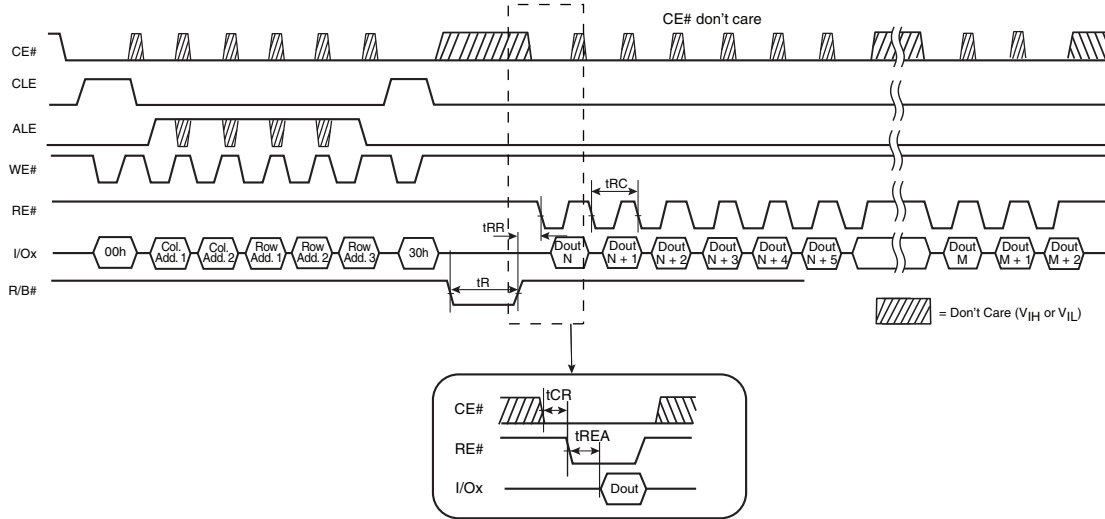 CE# don't care
CE#
CLE
ALE
WE#
tRC
RE#
tRR
I/Ox
00h
Col. Add. 1
Col. Add. 2
Row Add. 1
Row Add. 2
Row Add. 3
30h
Dout N
Dout N + 1
Dout N + 2
Dout N + 3
Dout N + 4
Dout N + 5
Dout M
Dout M + 1
Dout M + 2
R/B#
tR
= Don't Care (VIH or VIL)
CE#
tCR
RE#
tREA
I/Ox
Dout